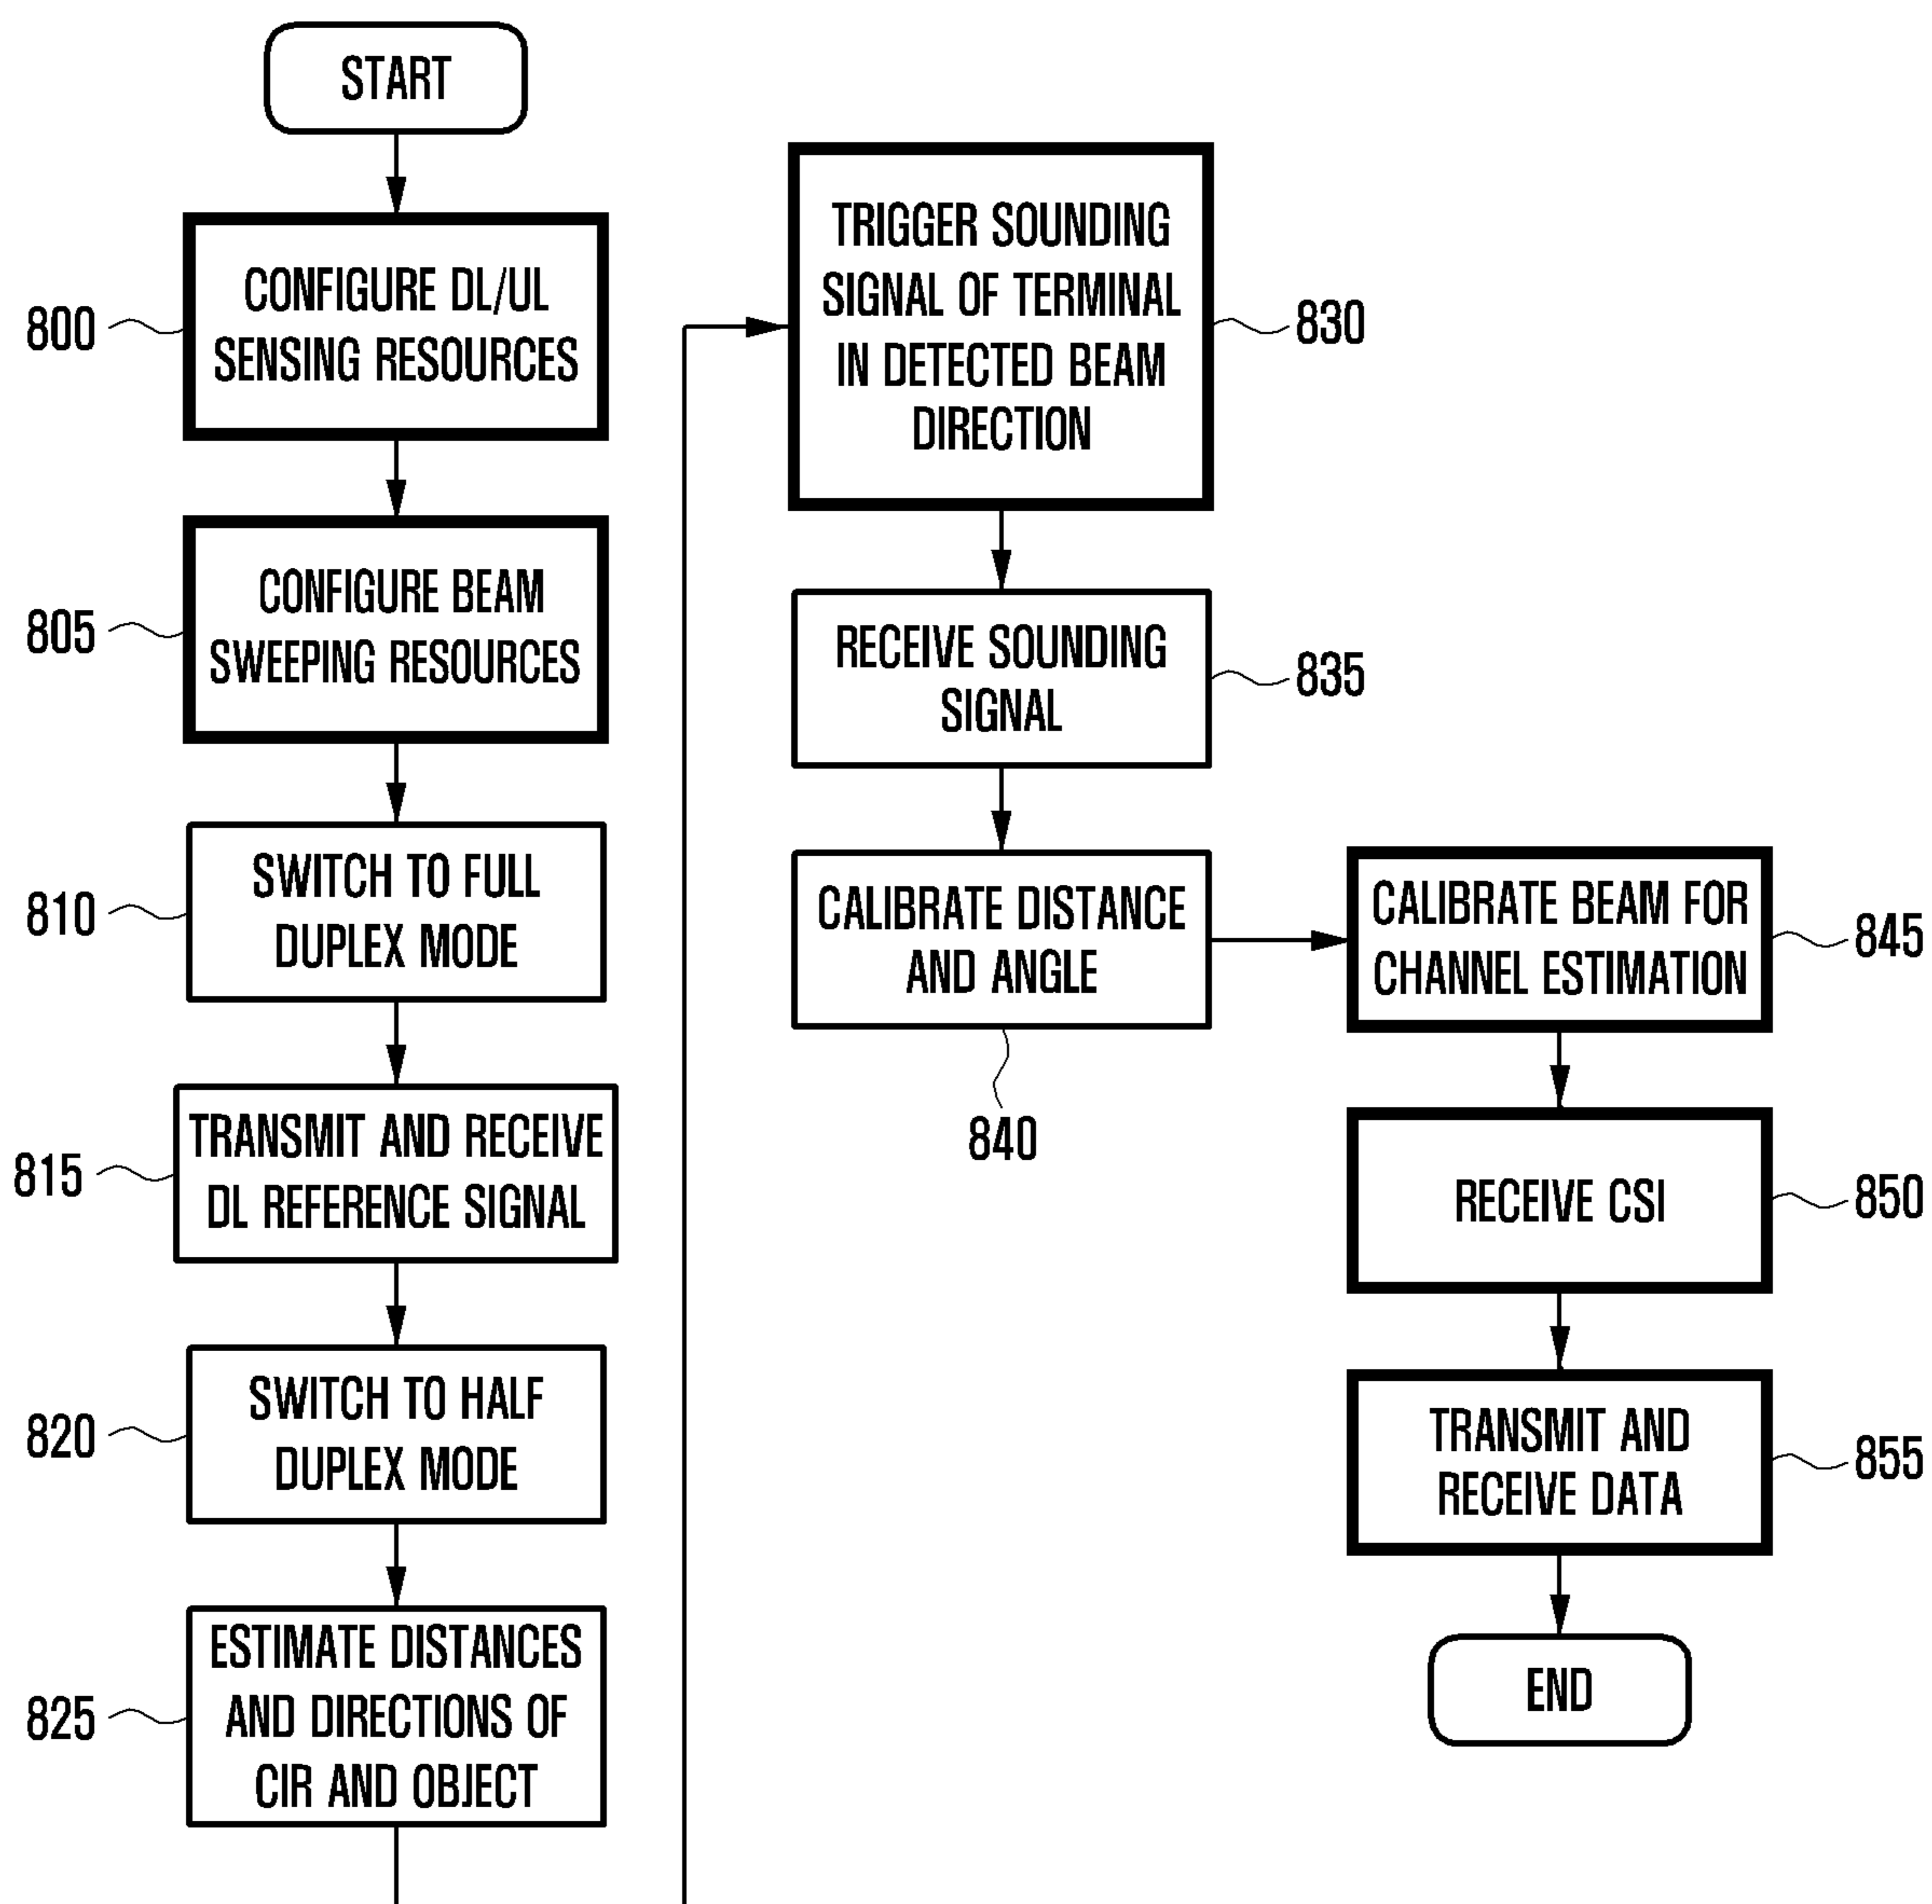 START
800
CONFIGURE DL/UL
SENSING RESOURCES
805
CONFIGURE BEAM
SWEEPING RESOURCES
810
SWITCH TO FULL
DUPLEX MODE
815
TRANSMIT AND RECEIVE
DL REFERENCE SIGNAL
820
SWITCH TO HALF
DUPLEX MODE
825
ESTIMATE DISTANCES
AND DIRECTIONS OF
CIR AND OBJECT
TRIGGER SOUNDING
SIGNAL OF TERMINAL
IN DETECTED BEAM
DIRECTION
830
RECEIVE SOUNDING
SIGNAL
835
CALIBRATE DISTANCE
AND ANGLE
840
CALIBRATE BEAM FOR
CHANNEL ESTIMATION
845
RECEIVE CSI
850
TRANSMIT AND
RECEIVE DATA
855
END